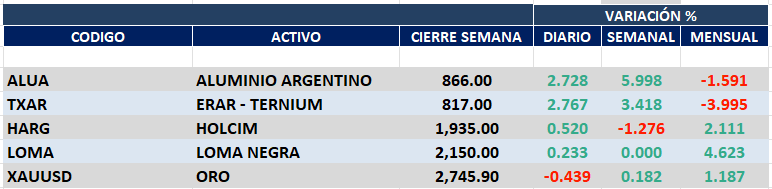 VARIACIÓN %
CODIGO ACTIVO CIERRE SEMANA DIARIO SEMANAL MENSUAL
ALUA ALUMINIO ARGENTINO 866.00 2.728 5.998 -1.591
TXAR ERAR - TERNIUM 817.00 2.767 3.418 -3.995
HARG HOLCIM 1,935.00 0.520 -1.276 2.111
LOMA LOMA NEGRA 2,150.00 0.233 0.000 4.623
XAUUSD ORO 2,745.90 -0.439 0.182 1.187